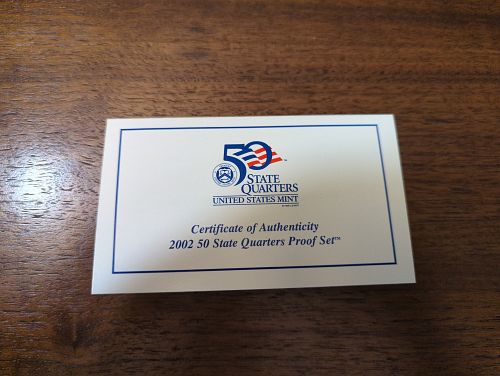 50
STATE
QUARTERS
UNITED STATES MINT
Certificate of Authenticity
2002 50 State Quarters Proof Set™